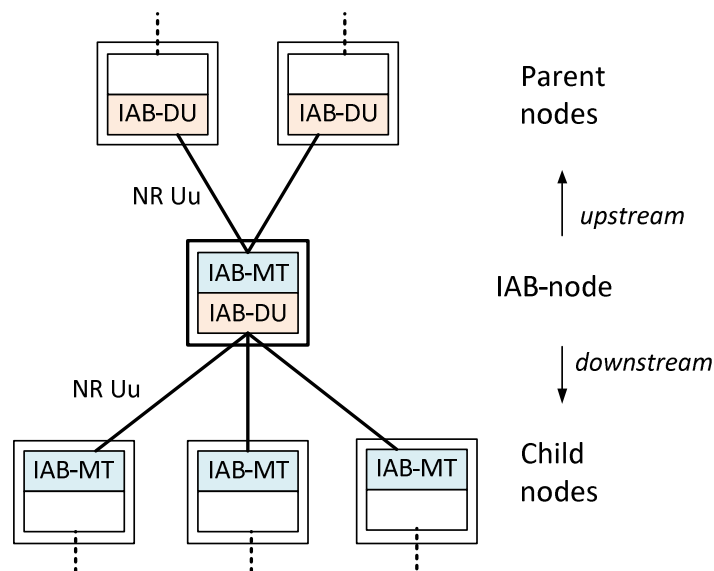 IAB-DU
IAB-DU
Parent
nodes
NR Uu
upstream
IAB-MT
IAB-DU
IAB-node
NR Uu
downstream
IAB-MT
IAB-MT
IAB-MT
Child
nodes